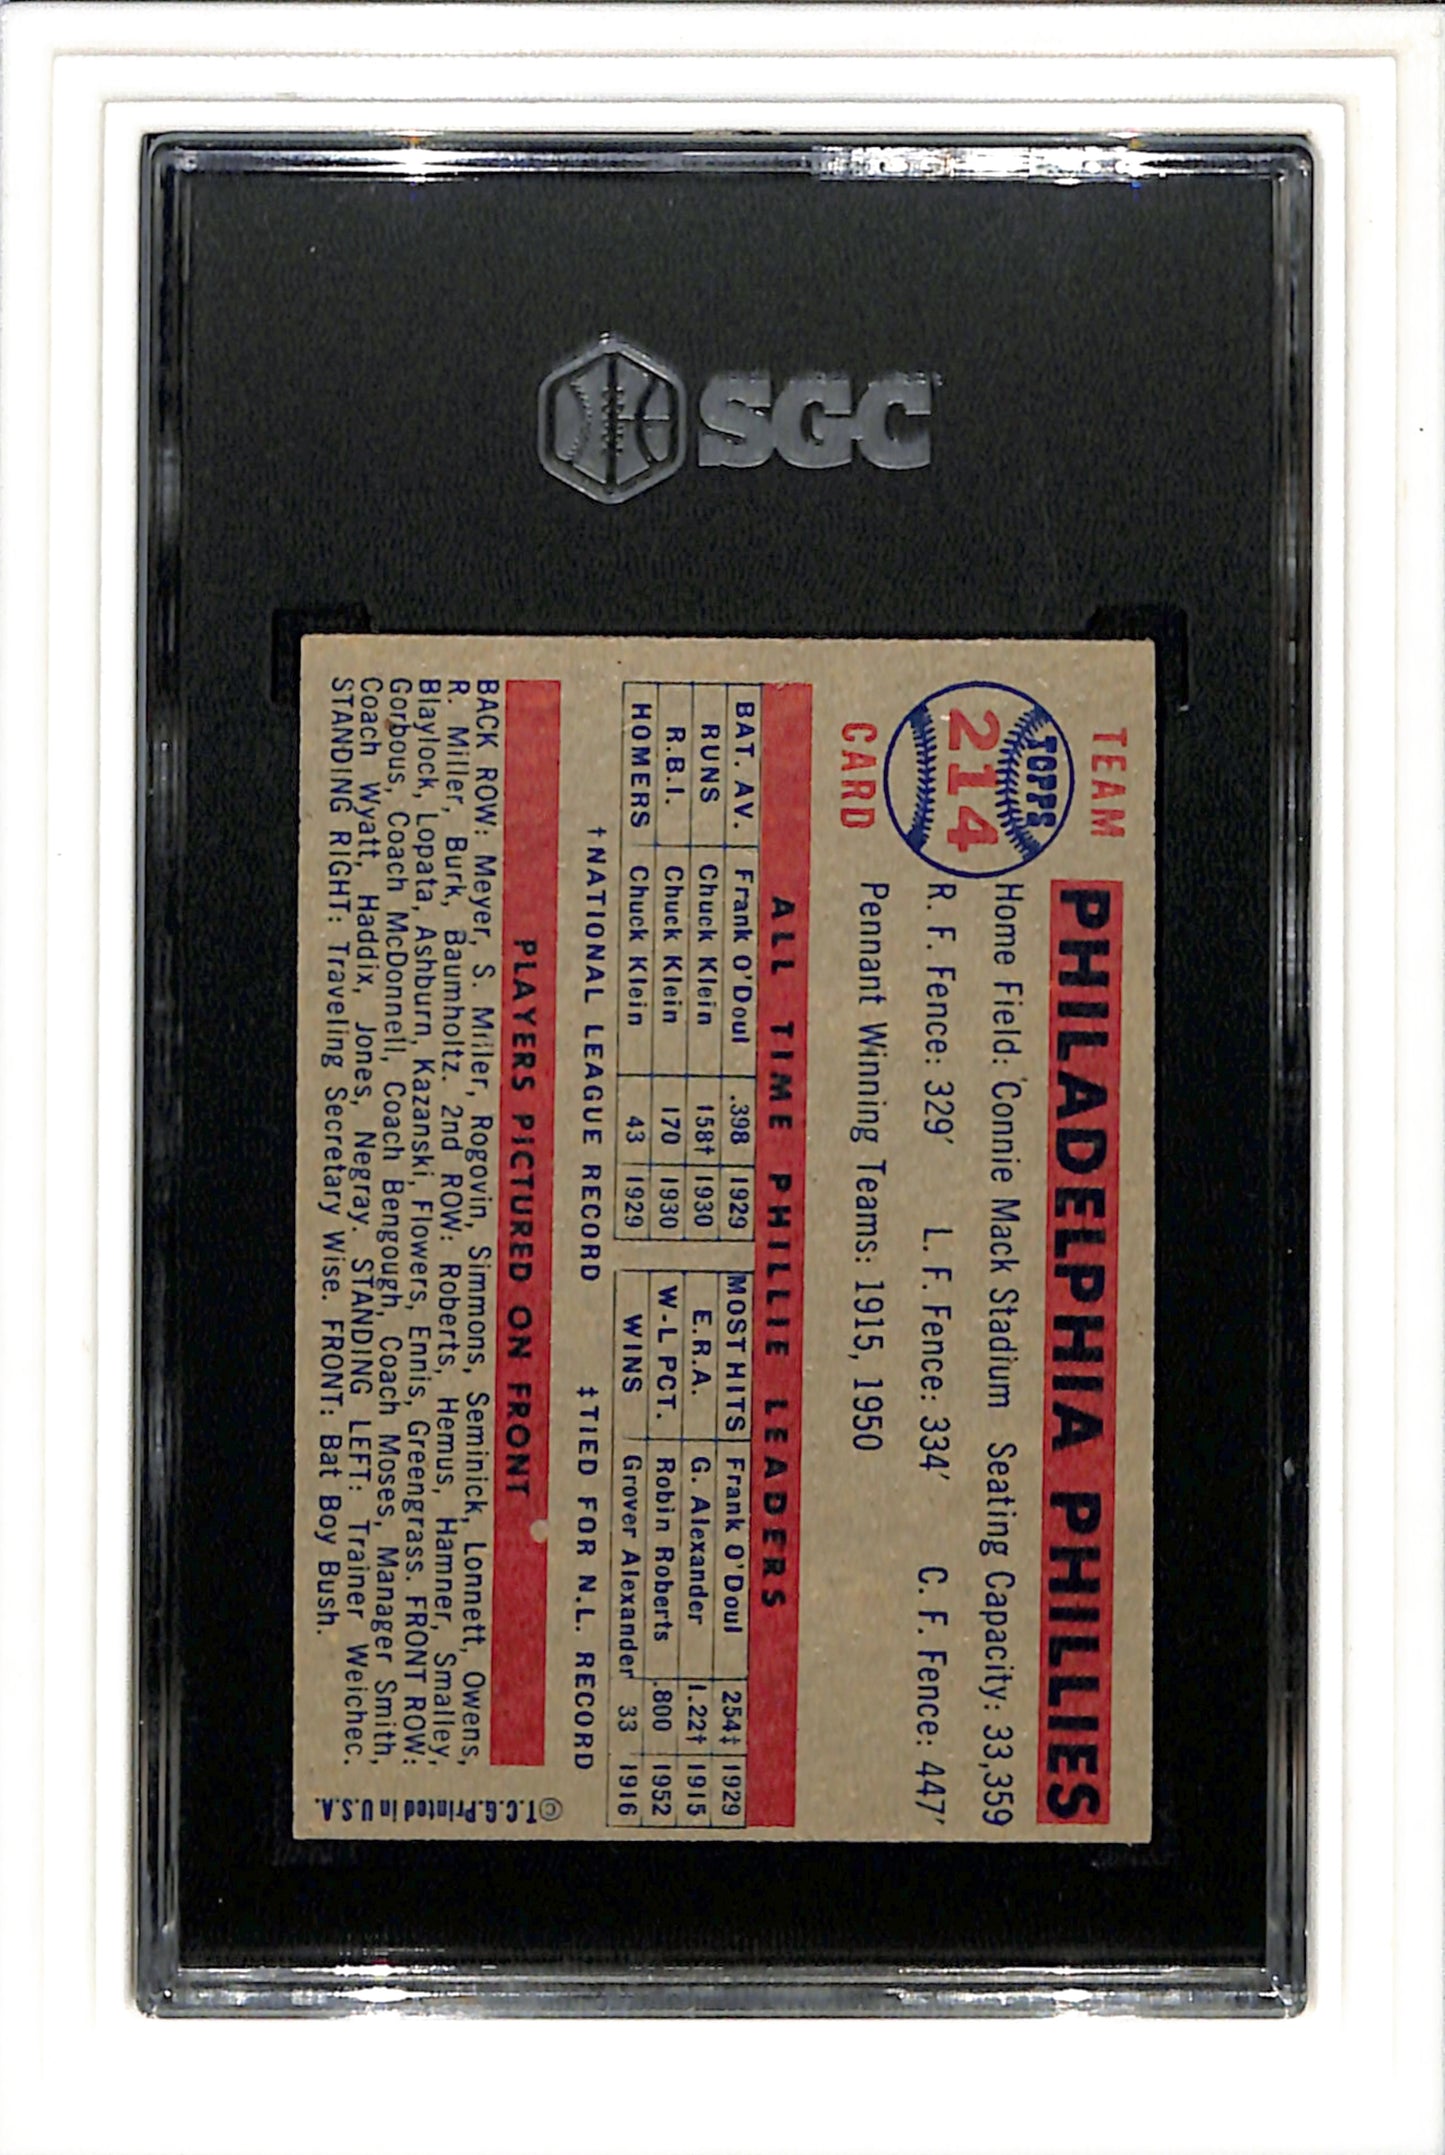 SGC
TEAM
TOPPS
214
CARD
PHILADELPHIA PHILLIES
Home Field: Connie Mack Stadium Seating Capacity: 33,359
R. F. Fence: 329′ L. F. Fence: 334′ C. F. Fence: 447′
Pennant Winning Teams: 1915, 1950
ALL TIME PHILLIE LEADERS
BAT. AV. Frank O'Doul .398 1929 MOST HITS Frank O'Doul 254‡ 1929
RUNS Chuck Klein 158† 1930 E.R.A. G. Alexander 1.22† 1915
R.B.I. Chuck Klein 170 1930 W-L PCT. Robin Roberts .800 1952
HOMERS Chuck Klein 43 1929 WINS Grover Alexander 33 1916
†NATIONAL LEAGUE RECORD ‡TIED FOR N.L. RECORD
PLAYERS PICTURED ON FRONT
BACK ROW: Meyer, S. Miller, Rogovin, Simmons, Seminick, Lonnett, Owens,
R. Miller, Burk, Baumholtz. 2nd ROW: Roberts, Hemus, Hamner, Smalley,
Blaylock, Lopata, Ashburn, Kazanski, Flowers, Ennis, Greengrass. FRONT ROW:
Gorbous, Coach McDonnell, Coach Bengough, Coach Moses, Manager Smith,
Coach Wyatt, Haddix, Jones, Negray. STANDING LEFT: Trainer Weichec.
STANDING RIGHT: Traveling Secretary Wise. FRONT: Bat Boy Bush.
©T.C.G. Printed in U.S.A.